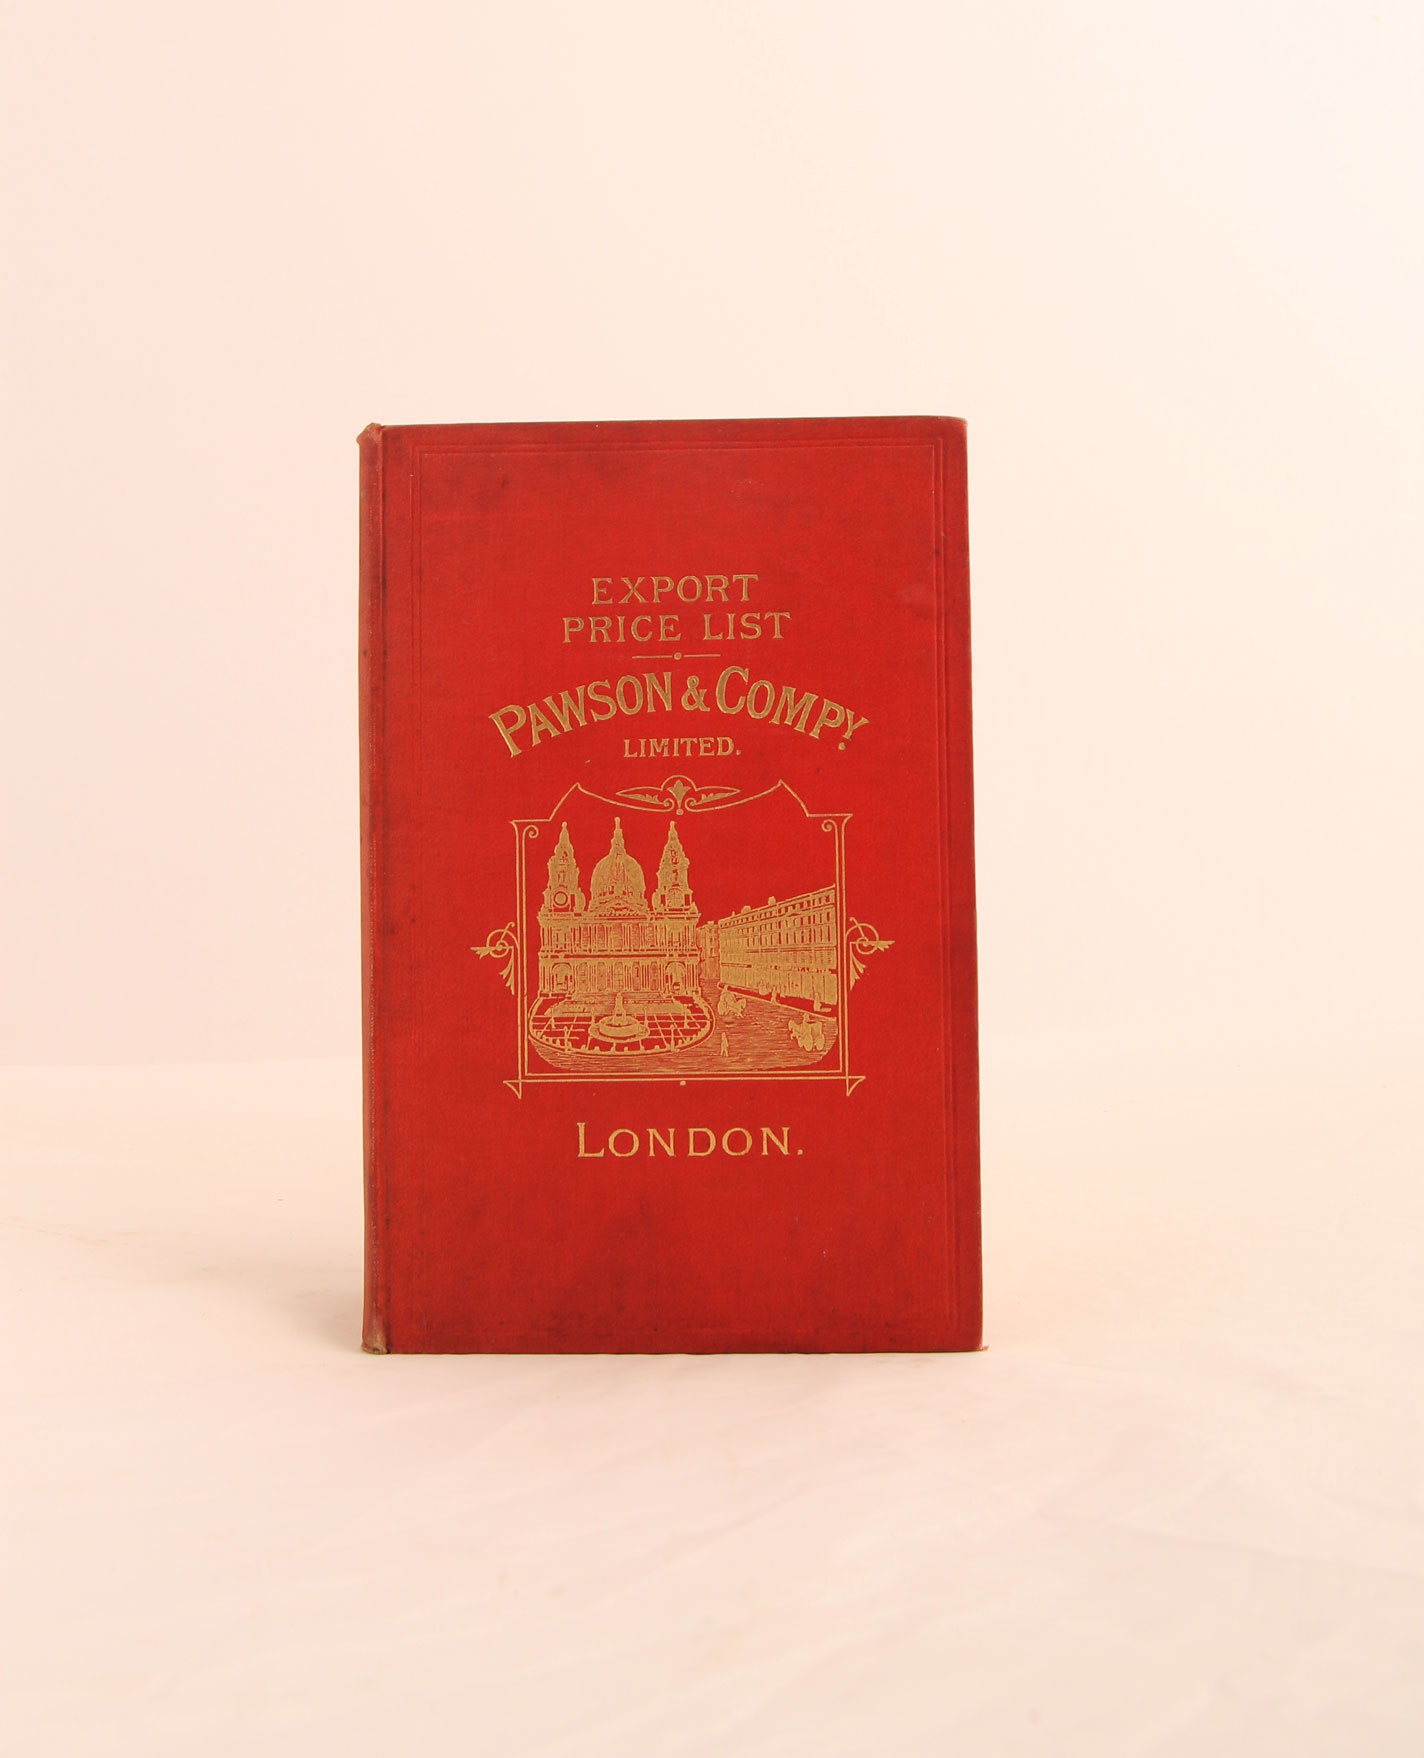 EXPORT
PRICE LIST
PAWSON & COMPY.
LIMITED.
LONDON.